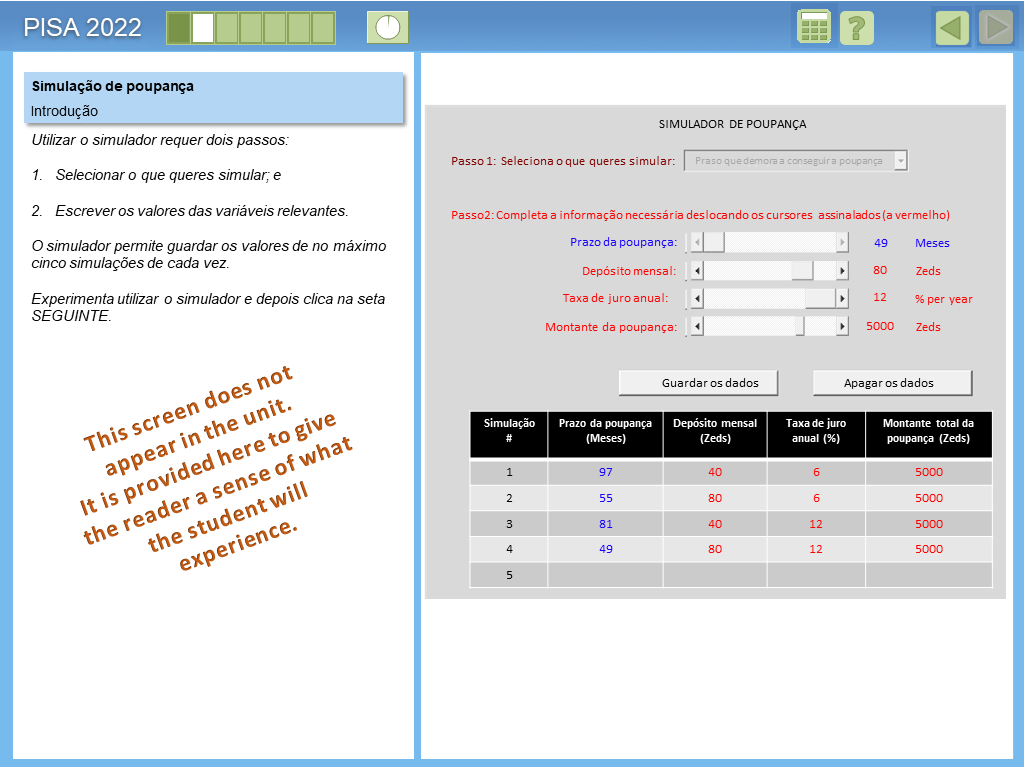 PISA 2022
?
Simulação de poupança
Introdução
Utilizar o simulador requer dois passos:
1. Selecionar o que queres simular; e
2. Escrever os valores das variáveis relevantes.
O simulador permite guardar os valores de no máximo
cinco simulações de cada vez.
Experimenta utilizar o simulador e depois clica na seta
SEGUINTE.
This screen does not
appear in the unit.
It is provided here to give
the reader a sense of what
the student will
experience.
SIMULADOR DE POUPANÇA
Passo 1: Seleciona o que queres simular: Praso que demora a conseguir a poupança
Passo2: Completa a informação necessária deslocando os cursores assinalados (a vermelho)
Prazo da poupança: 49 Meses
Depósito mensal: 80 Zeds
Taxa de juro anual: 12 % per year
Montante da poupança: 5000 Zeds
Guardar os dados Apagar os dados
Simulação Prazo da poupança Depósito mensal Taxa de juro Montante total da
# (Meses) (Zeds) anual (%) poupança (Zeds)
1 97 40 6 5000
2 55 80 6 5000
3 81 40 12 5000
4 49 80 12 5000
5